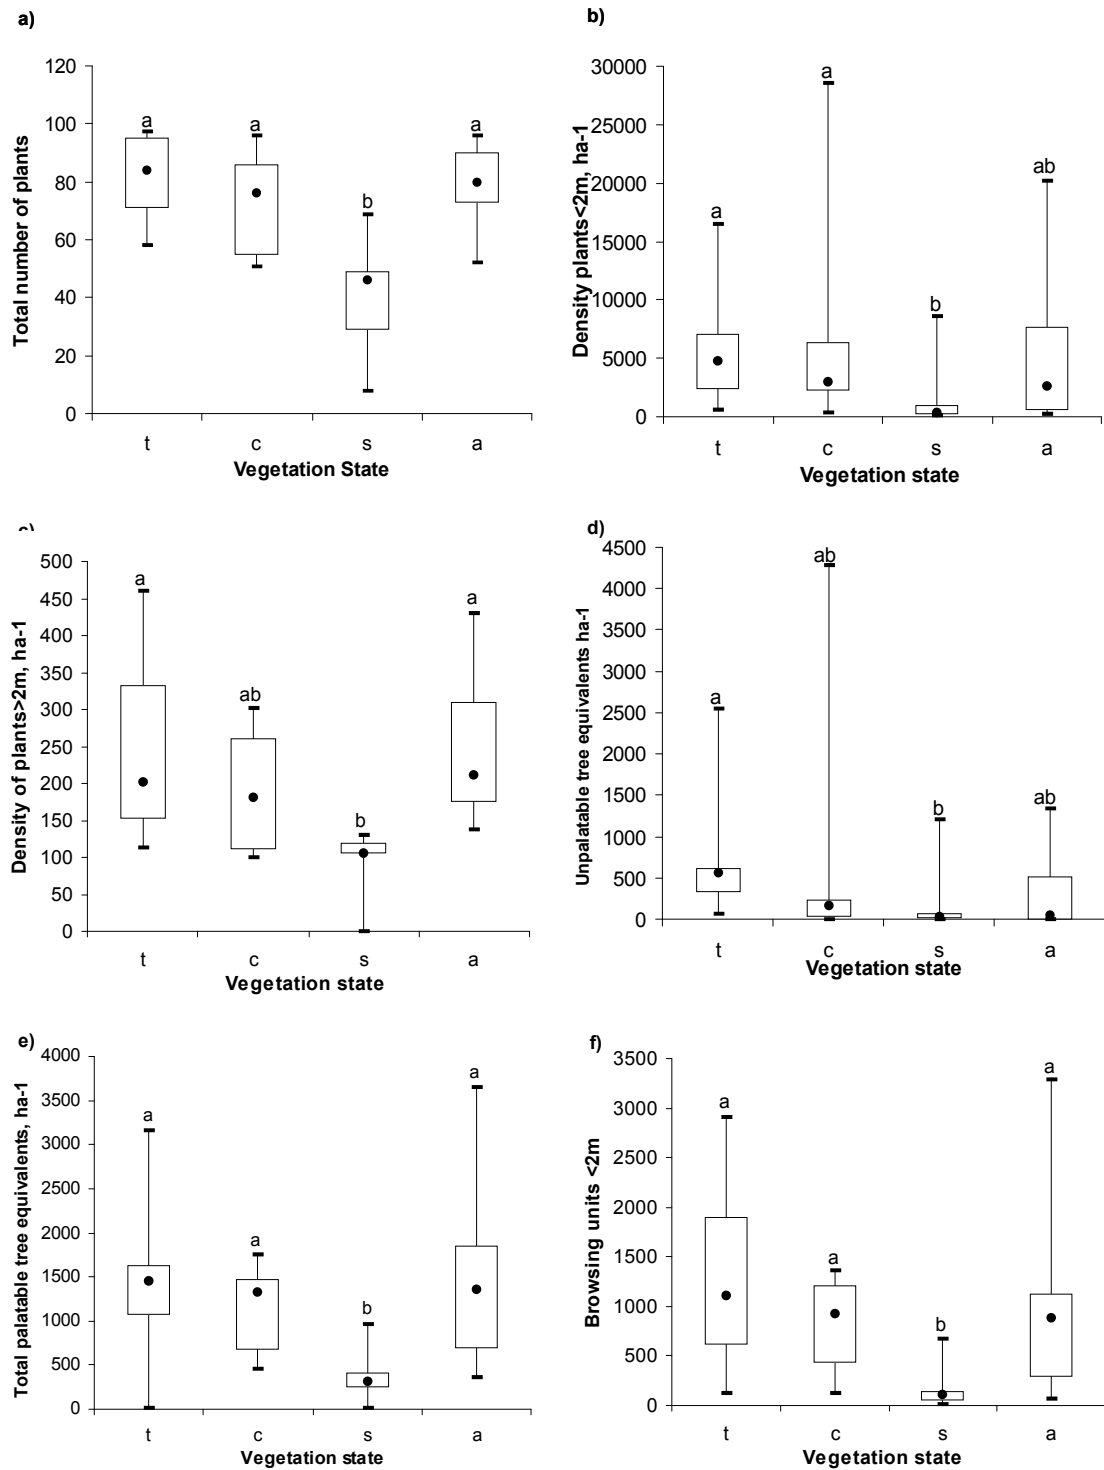 a)
Total number of plants
120
100
80
60
40
20
0
a
a
b
a
t c s a
Vegetation State
b)
Density plants<2m, ha-1
30000
25000
20000
15000
10000
5000
0
a
a
b
ab
t c s a
Vegetation state
c)
Density of plants>2m, ha-1
500
450
400
350
300
250
200
150
100
50
0
a
ab
b
a
t c s a
Vegetation state
d)
Unpalatable tree equivalents ha-1
4500
4000
3500
3000
2500
2000
1500
1000
500
0
a
ab
b
ab
t c s a
Vegetation state
e)
Total palatable tree equivalents, ha-1
4000
3500
3000
2500
2000
1500
1000
500
0
a
a
b
a
t c s a
Vegetation state
f)
Browsing units <2m
3500
3000
2500
2000
1500
1000
500
0
a
a
b
a
t c s a
Vegetation state